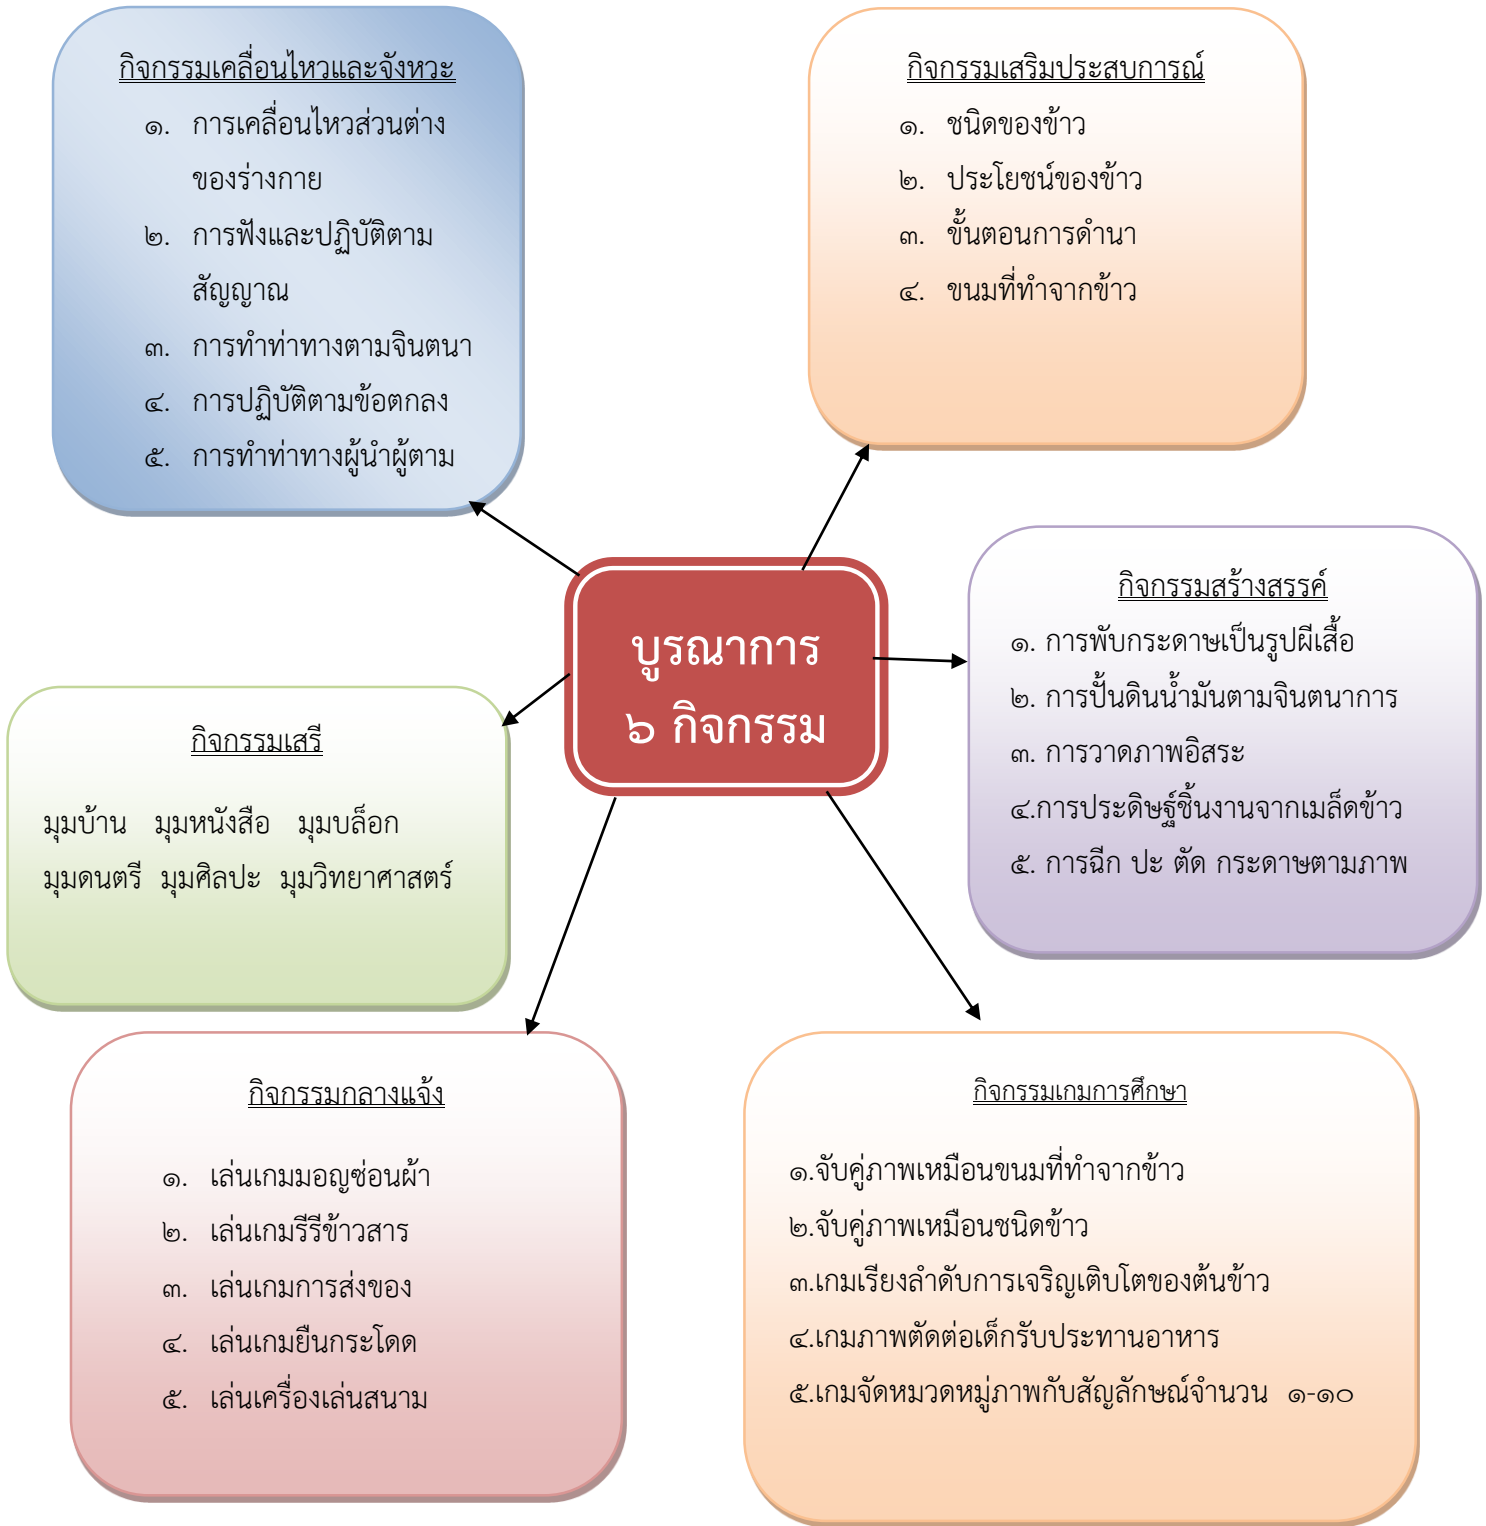 กิจกรรมเคลื่อนไหวและจังหวะ
๑. การเคลื่อนไหวส่วนต่าง
ของร่างกาย
๒. การฟังและปฏิบัติตาม
สัญญาณ
๓. การทำท่าทางตามจินตนา
๔. การปฏิบัติตามข้อตกลง
๕. การทำท่าทางผู้นำผู้ตาม
กิจกรรมเสริมประสบการณ์
๑. ชนิดของข้าว
๒. ประโยชน์ของข้าว
๓. ขั้นตอนการดำนา
๔. ขนมที่ทำจากข้าว
บูรณาการ
๖ กิจกรรม
กิจกรรมสร้างสรรค์
๑. การพับกระดาษเป็นรูปผีเสื้อ
๒. การปั้นดินน้ำมันตามจินตนาการ
๓. การวาดภาพอิสระ
๔.การประดิษฐ์ชิ้นงานจากเมล็ดข้าว
๕. การฉีก ปะ ตัด กระดาษตามภาพ
กิจกรรมเสรี
มุมบ้าน มุมหนังสือ มุมบล็อก
มุมดนตรี มุมศิลปะ มุมวิทยาศาสตร์
กิจกรรมกลางแจ้ง
๑. เล่นเกมมอญซ่อนผ้า
๒. เล่นเกมรีรีข้าวสาร
๓. เล่นเกมการส่งของ
๔. เล่นเกมยืนกระโดด
๕. เล่นเครื่องเล่นสนาม
กิจกรรมเกมการศึกษา
๑.จับคู่ภาพเหมือนขนมที่ทำจากข้าว
๒.จับคู่ภาพเหมือนชนิดข้าว
๓.เกมเรียงลำดับการเจริญเติบโตของต้นข้าว
๔.เกมภาพตัดต่อเด็กรับประทานอาหาร
๕.เกมจัดหมวดหมู่ภาพกับสัญลักษณ์จำนวน ๑-๑๐